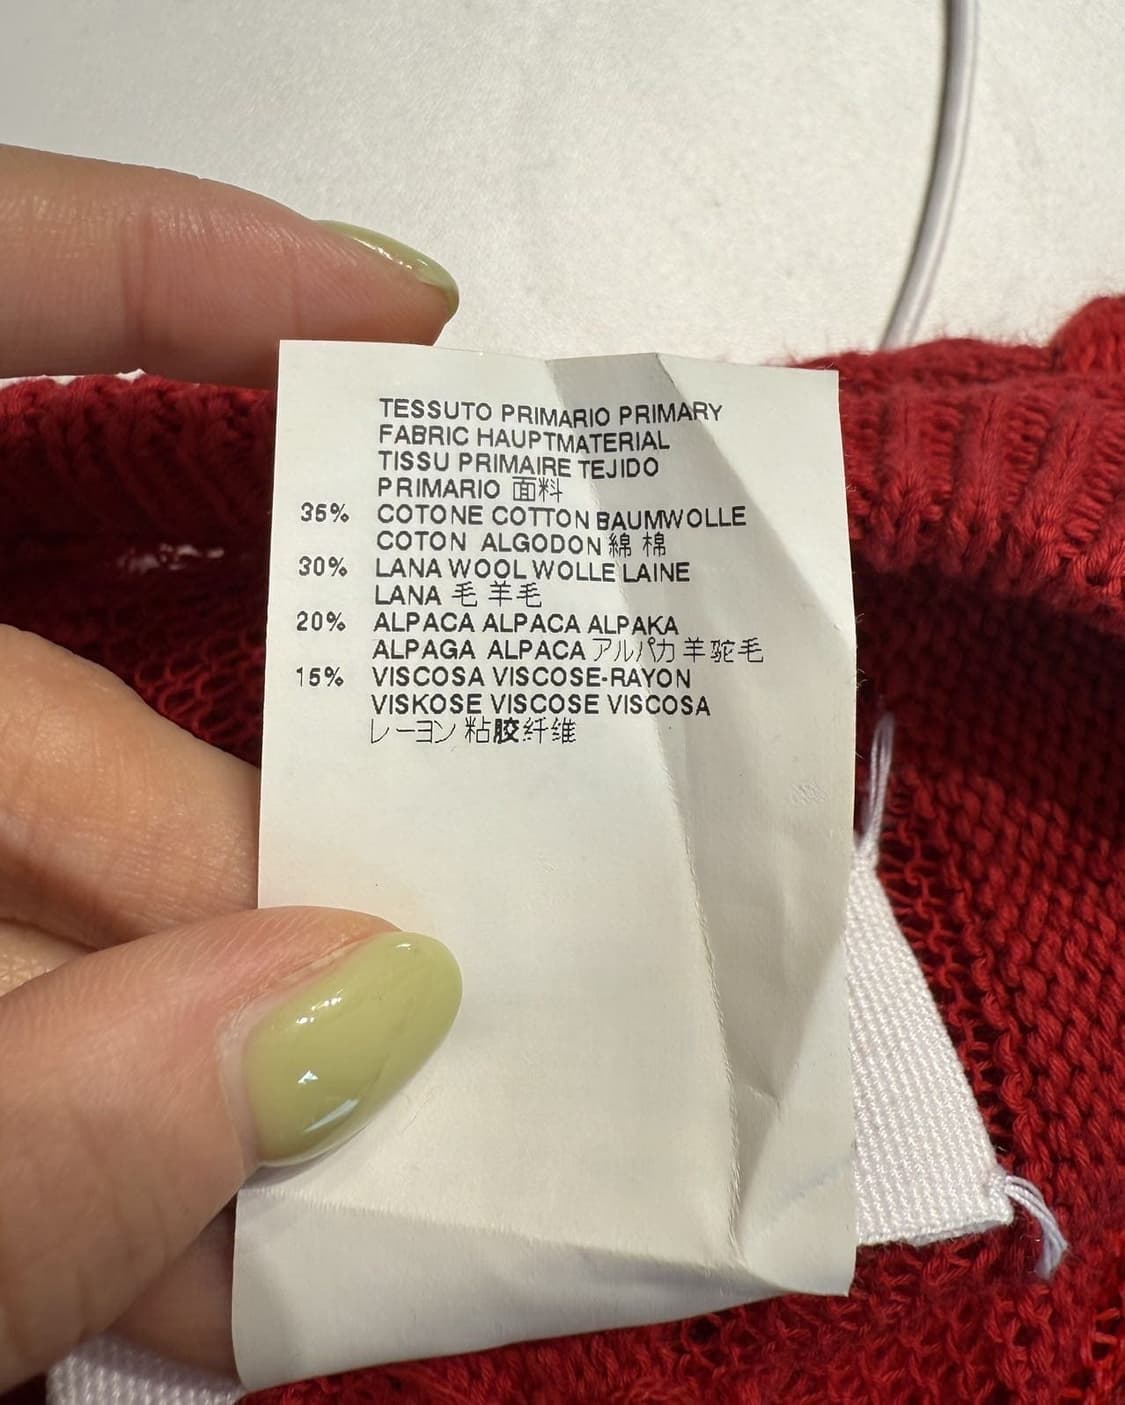 TESSUTO PRIMARIO PRIMARY
FABRIC HAUPTMATERIAL
TISSU PRIMAIRE TEJIDO
PRIMARIO 面料
35% COTONE COTTON BAUMWOLLE
COTON ALGODON 綿 棉
30% LANA WOOL WOLLE LAINE
LANA 毛 羊毛
20% ALPACA ALPACA ALPAKA
ALPAGA ALPACA アルパカ 羊驼毛
15% VISCOSA VISCOSE-RAYON
VISKOSE VISCOSE VISCOSA
レーヨン 粘胶纤维